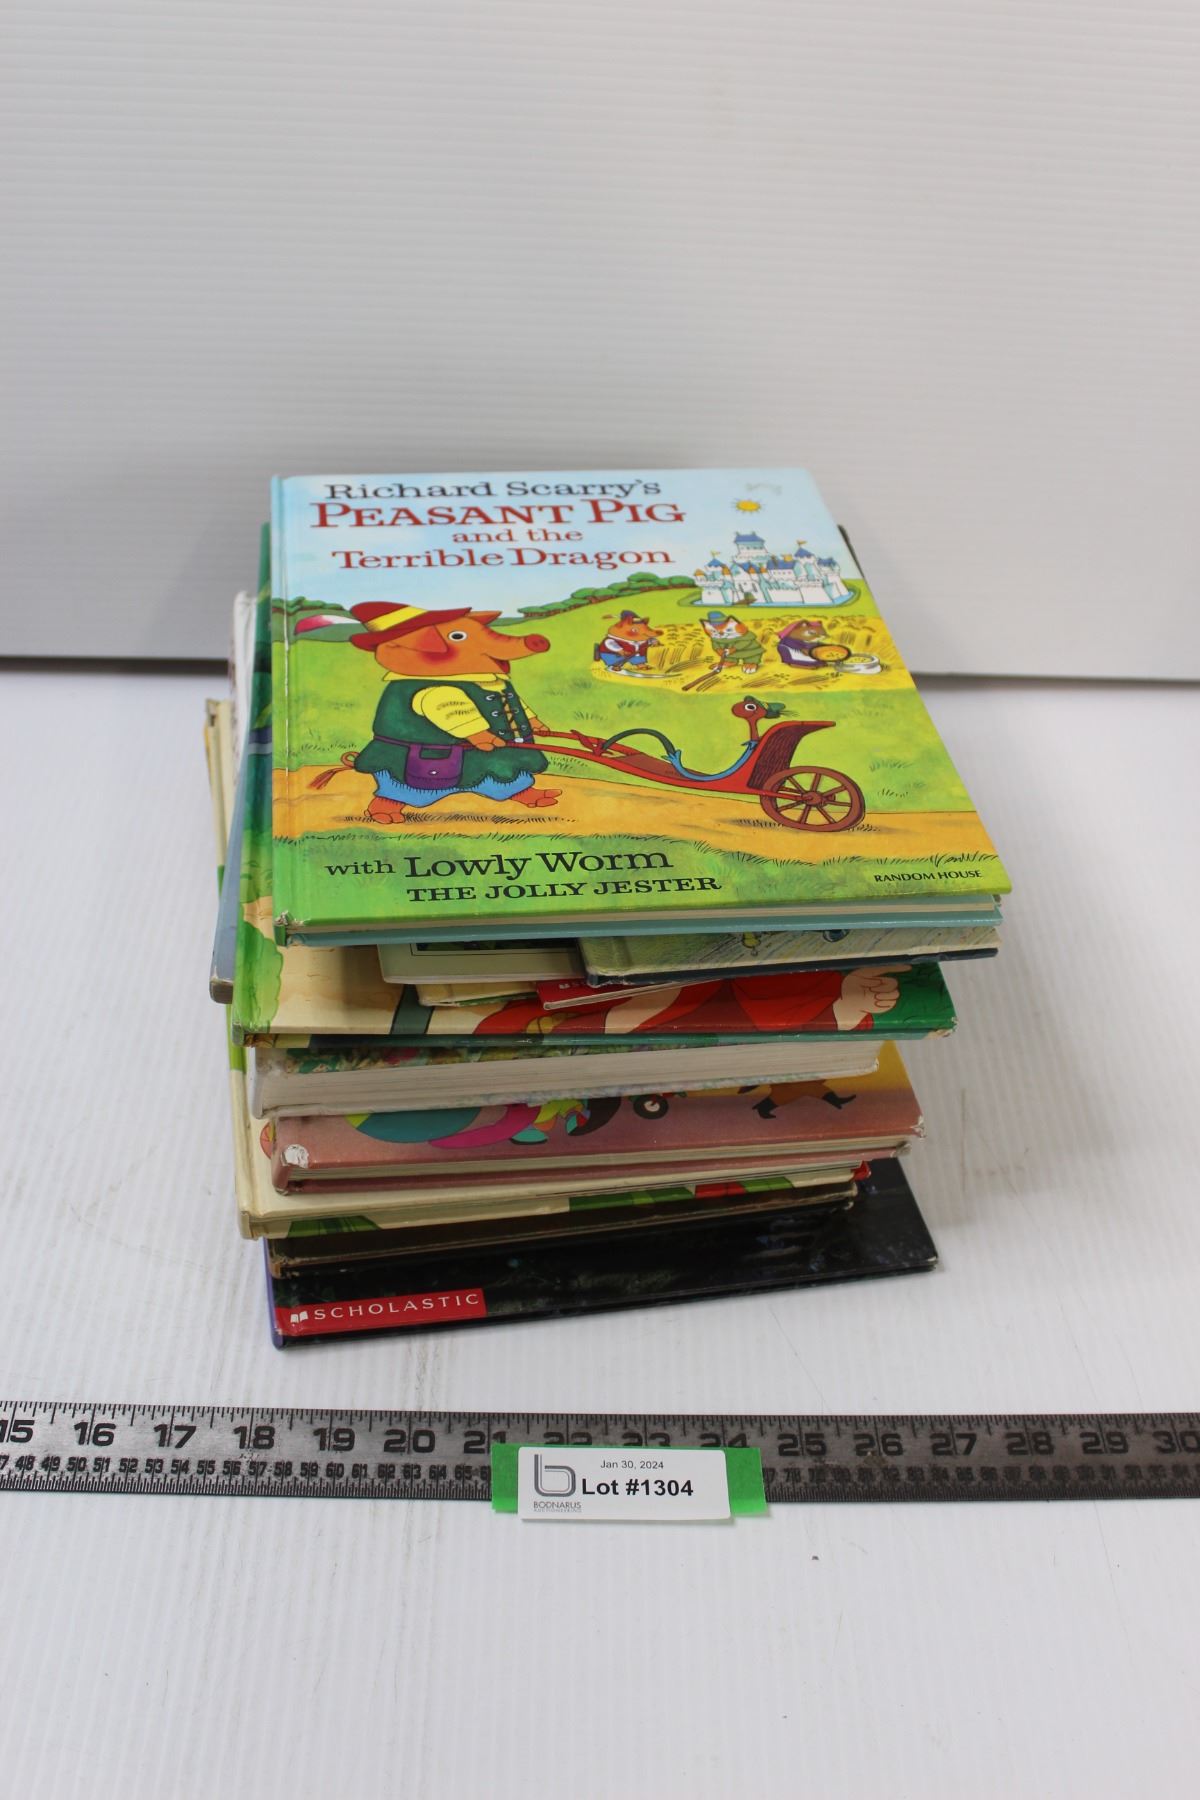 Richard Scarry's
PEASANT PIG
and the
Terrible Dragon
with Lowly Worm
THE JOLLY JESTER
RANDOM HOUSE
SCHOLASTIC
15 16 17 18 19 20 21 22 23 24 25 26 27 28 29 30
Jan 30, 2024
Lot #1304
BODNARUS
AUCTIONEERING